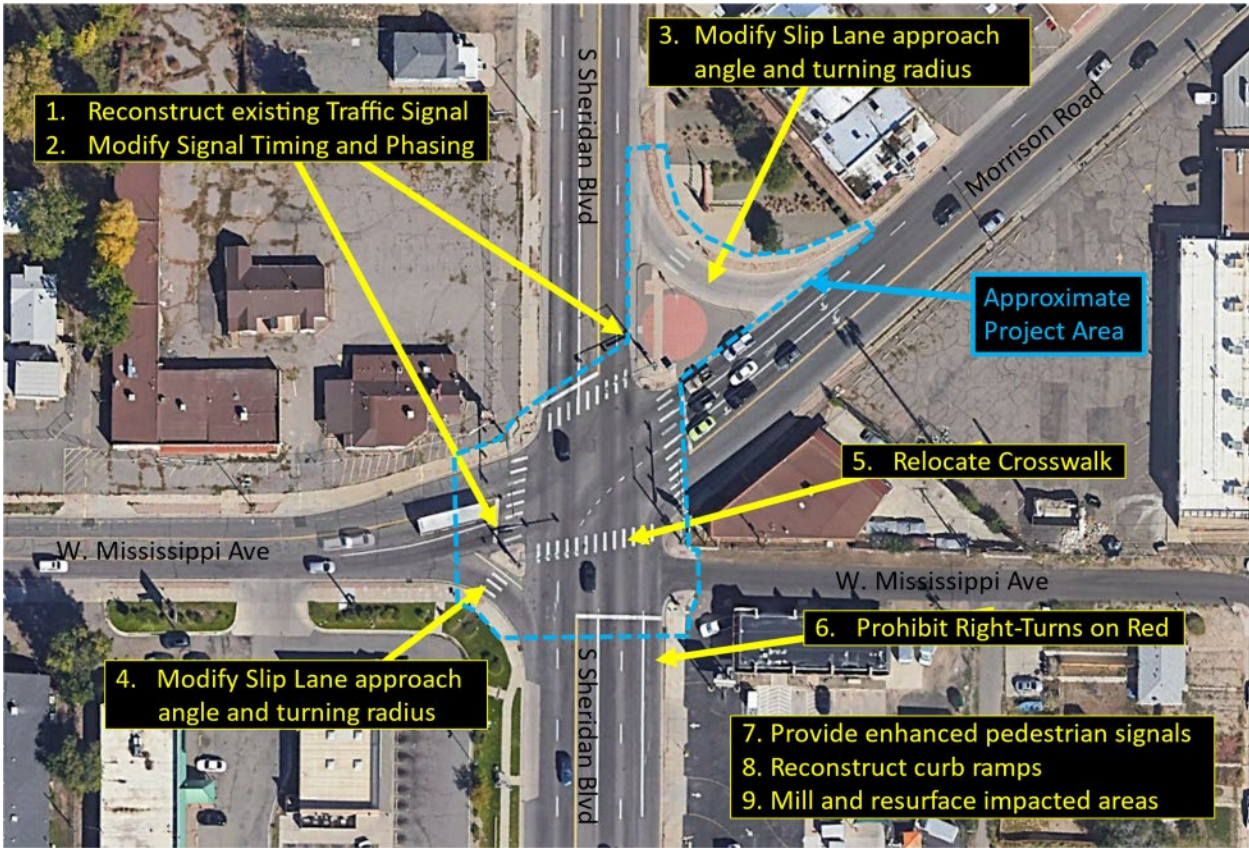 3. Modify Slip Lane approach
angle and turning radius
S Sheridan Blvd
1. Reconstruct existing Traffic Signal
2. Modify Signal Timing and Phasing
Morrison Road
Approximate
Project Area
5. Relocate Crosswalk
W. Mississippi Ave
W. Mississippi Ave
6. Prohibit Right-Turns on Red
4. Modify Slip Lane approach
angle and turning radius
S Sheridan Blvd
7. Provide enhanced pedestrian signals
8. Reconstruct curb ramps
9. Mill and resurface impacted areas